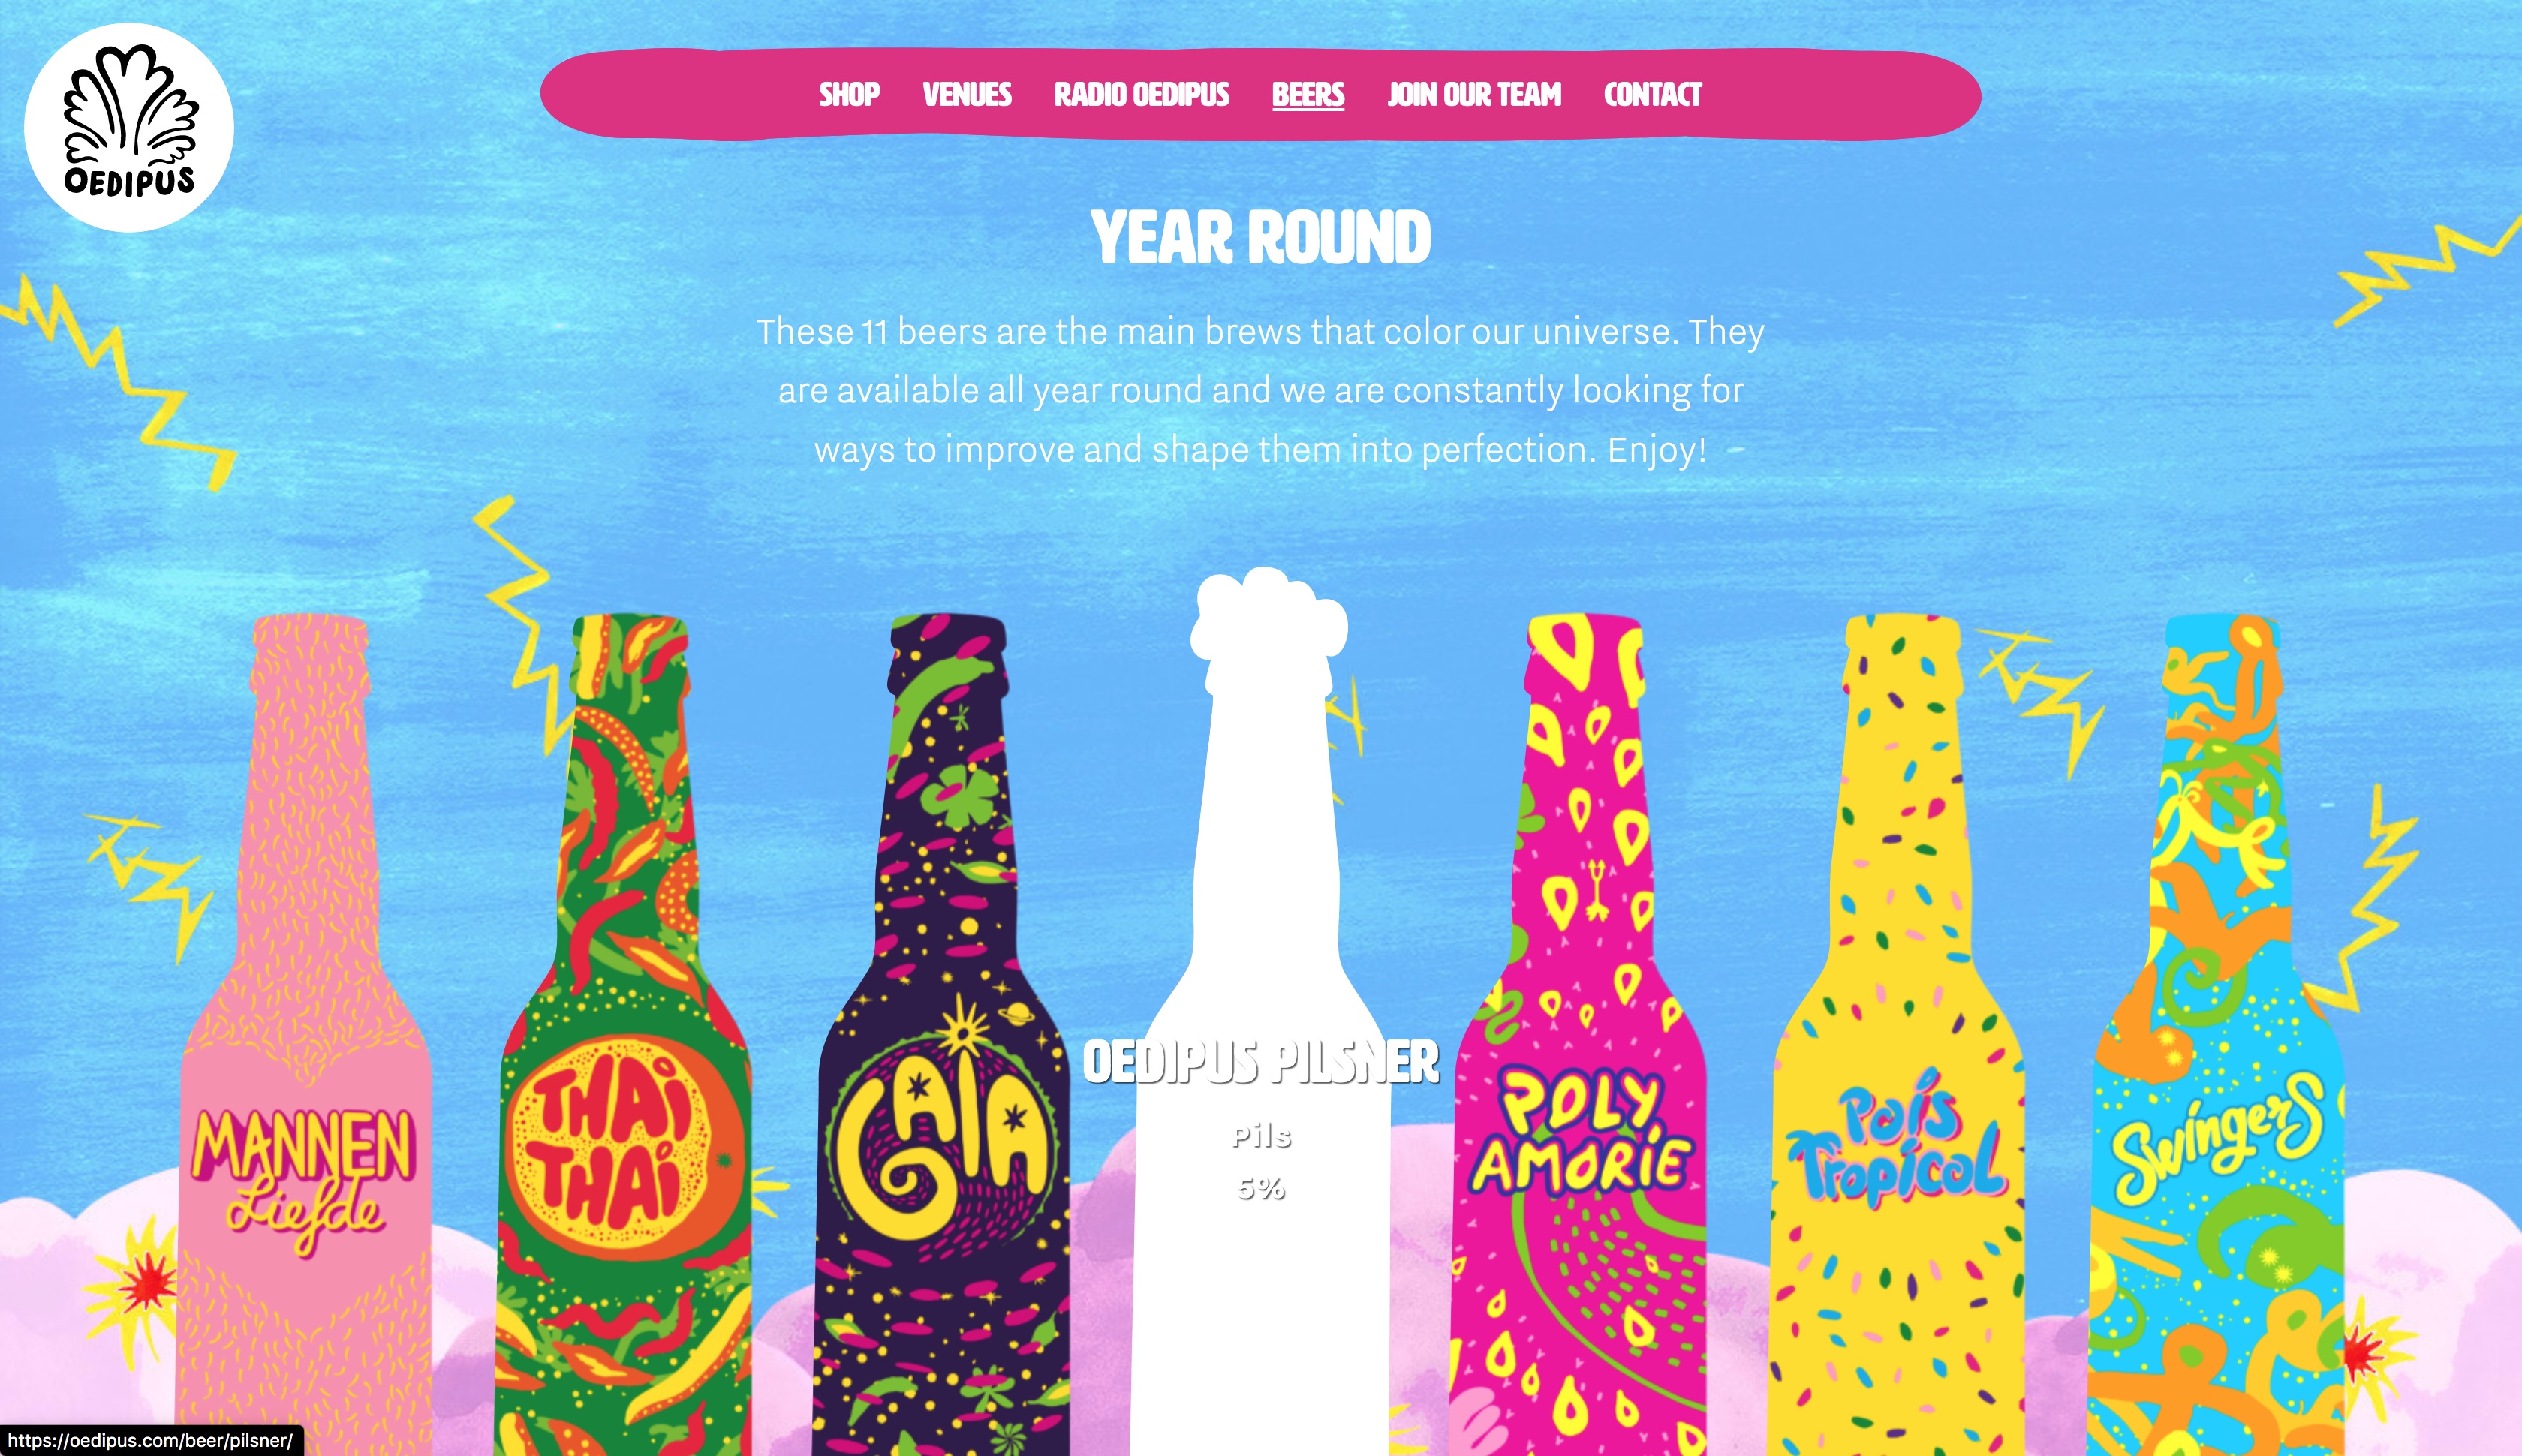 OEDIPUS
SHOP VENUES RADIO OEDIPUS BEERS JOIN OUR TEAM CONTACT
YEAR ROUND
These 11 beers are the main brews that color our universe. They
are available all year round and we are constantly looking for
ways to improve and shape them into perfection. Enjoy!
MANNEN
Liefde
THAI
THAI
GAIA
OEDIPUS PILSNER
Pils
5%
POLY
AMORIE
País
Tropical
Swingers
https://oedipus.com/beer/pilsner/